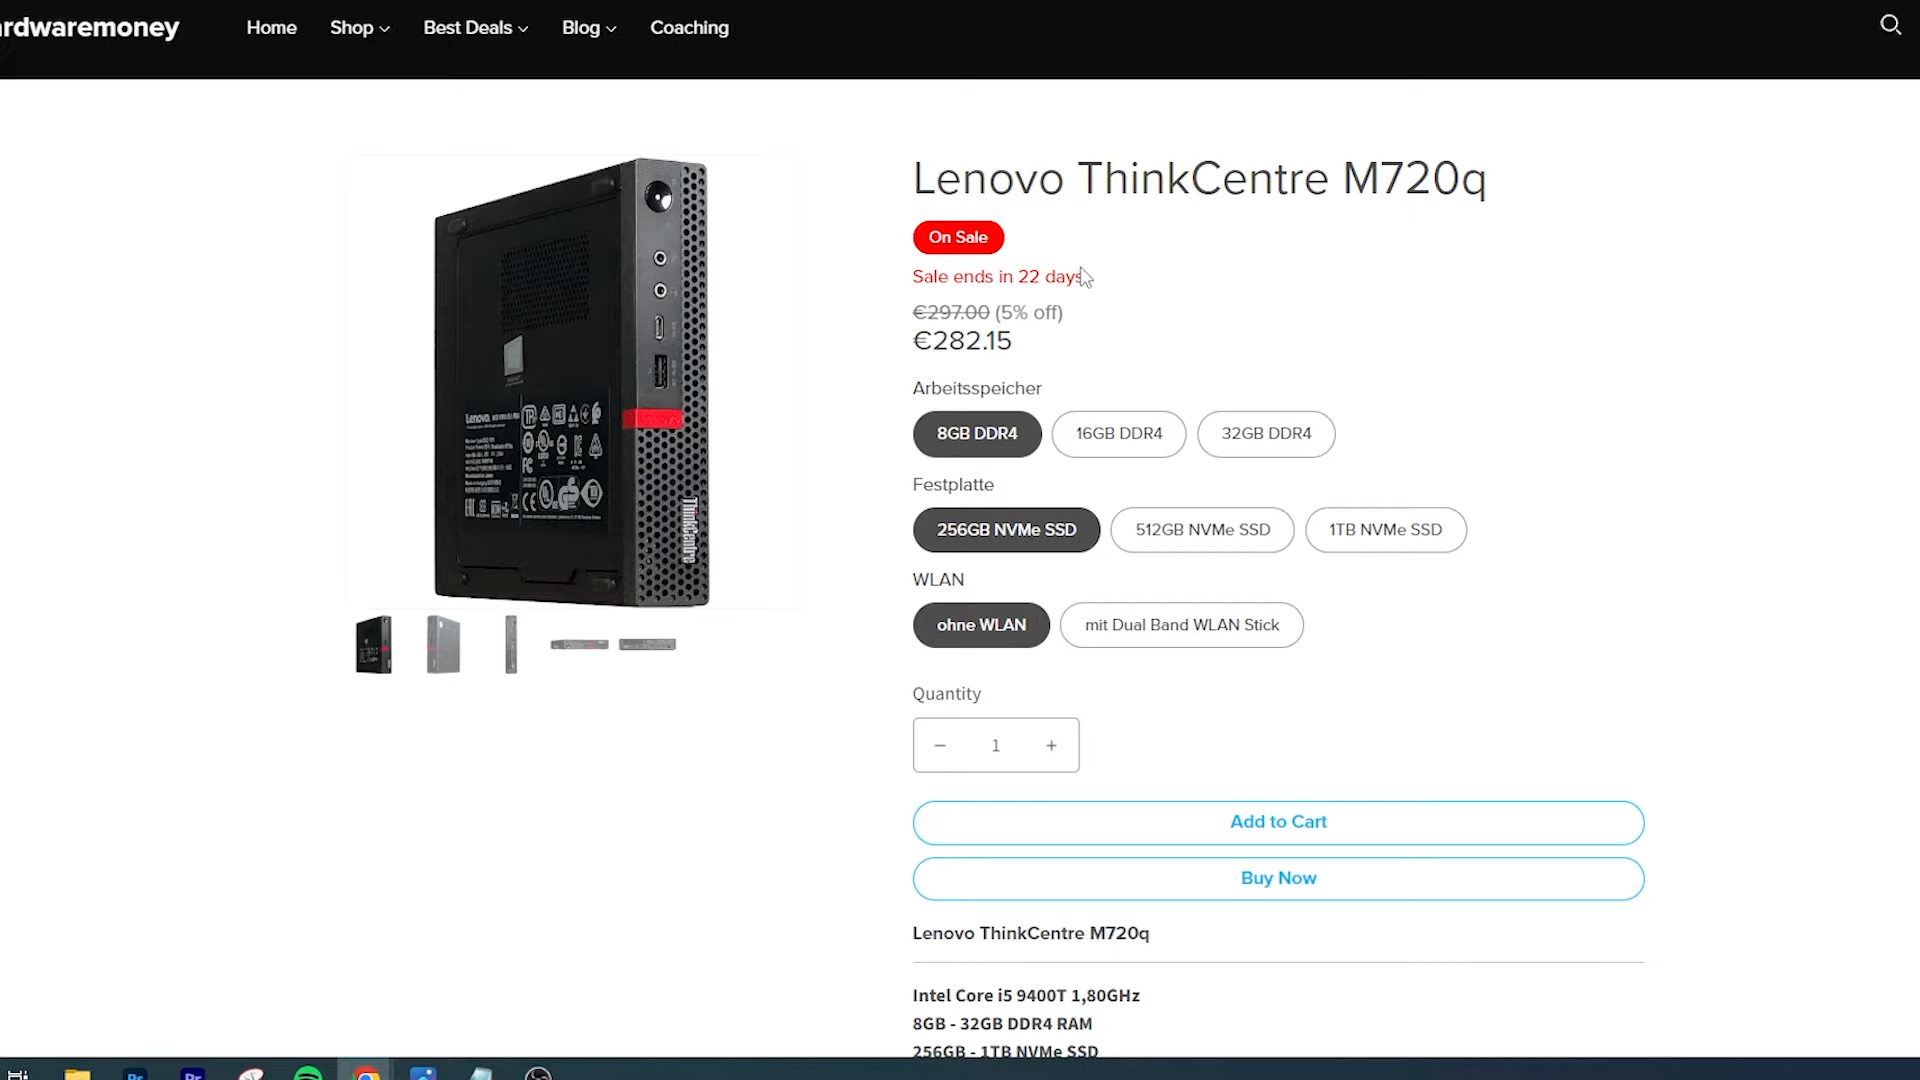 rdwaremoney
Home
Shop
Best Deals
Blog
Coaching
Lenovo ThinkCentre M720q
On Sale
Sale ends in 22 days
€297.00 (5% off)
€282.15
Arbeitsspeicher
8GB DDR4
16GB DDR4
32GB DDR4
Festplatte
256GB NVMe SSD
512GB NVMe SSD
1TB NVMe SSD
WLAN
ohne WLAN
mit Dual Band WLAN Stick
Quantity
− 1 +
Add to Cart
Buy Now
Lenovo ThinkCentre M720q
Intel Core i5 9400T 1,80GHz
8GB - 32GB DDR4 RAM
256GB - 1TB NVMe SSD
Lenovo
ThinkCentre